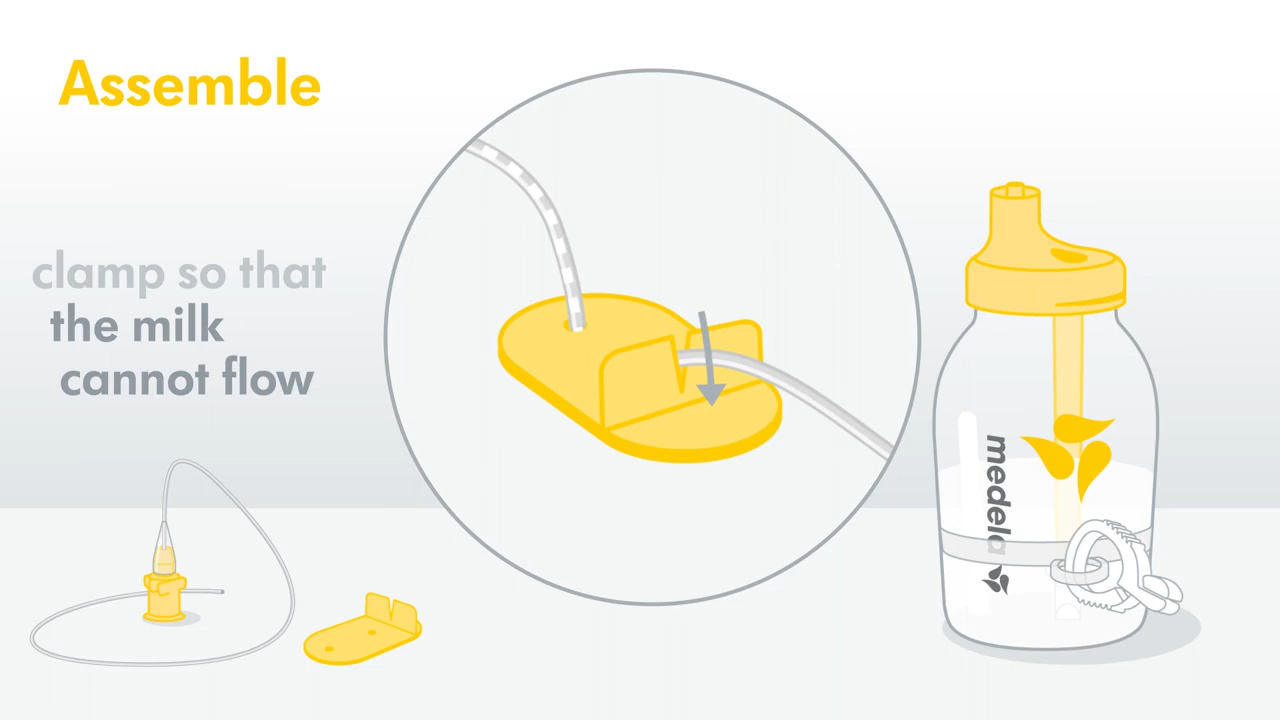 Assemble
clamp so that
the milk
cannot flow
medela